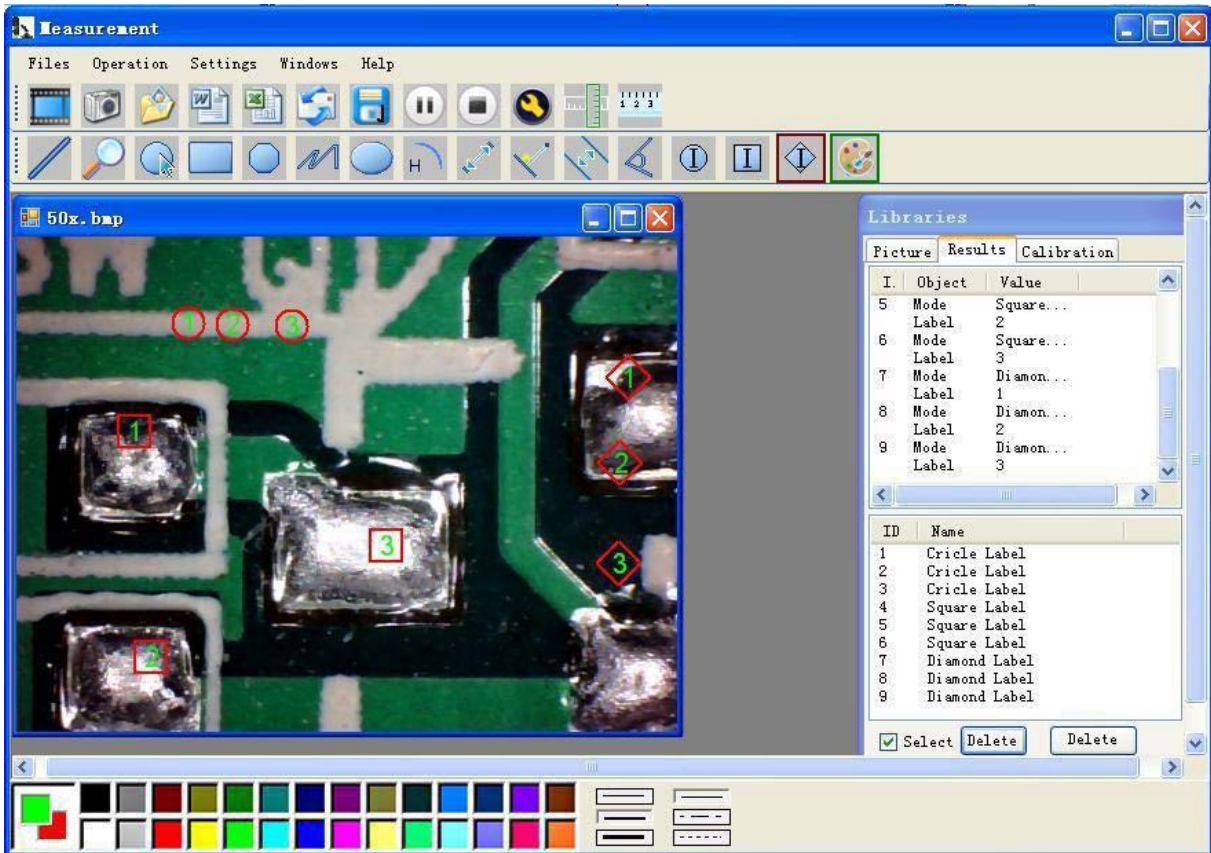 Measurement
Files Operation Settings Windows Help
1 2 3
H
I I I
50x.bmp
1 2 3
1
1
2
3
3
2
Libraries
Picture Results Calibration
I. Object Value
5 Mode Square...
Label 2
6 Mode Square...
Label 3
7 Mode Diamon...
Label 1
8 Mode Diamon...
Label 2
9 Mode Diamon...
Label 3
ID Name
1 Cricle Label
2 Cricle Label
3 Cricle Label
4 Square Label
5 Square Label
6 Square Label
7 Diamond Label
8 Diamond Label
9 Diamond Label
Select Delete Delete